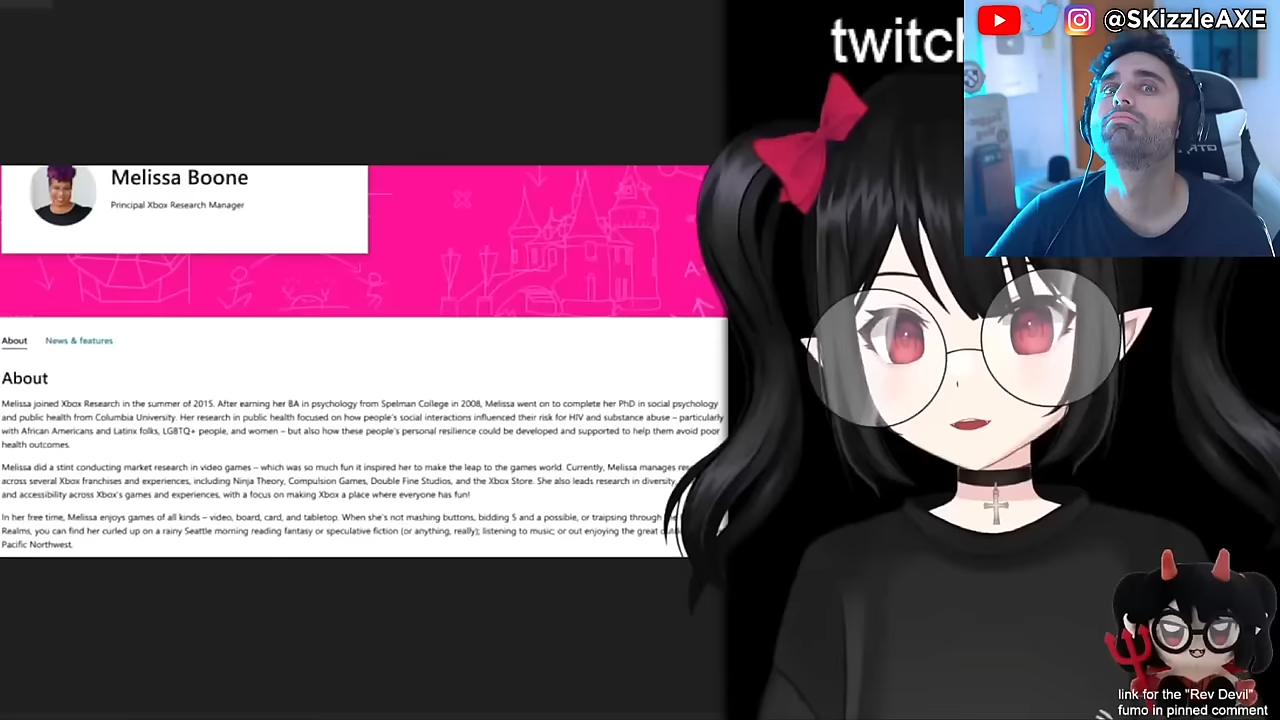 twitch
@SKizzleAXE
Melissa Boone
Principal Xbox Research Manager
About
News & features
About
Melissa joined Xbox Research in the summer of 2015. After earning her BA in psychology from Spelman College in 2008, Melissa went on to complete her PhD in social psychology
and public health from Columbia University. Her research in public health focused on how people's social interactions influenced their risk for HIV and substance abuse – particularly
with African Americans and Latinx folks, LGBTQ+ people, and women – but also how these people's personal resilience could be developed and supported to help them avoid poor
health outcomes.
Melissa did a stint conducting market research in video games – which was so much fun it inspired her to make the leap to the games world. Currently, Melissa manages
across several Xbox franchises and experiences, including Ninja Theory, Compulsion Games, Double Fine Studios, and the Xbox Store. She also leads research in diversity,
and accessibility across Xbox's games and experiences, with a focus on making Xbox a place where everyone has fun!
In her free time, Melissa enjoys games of all kinds – video, board, card, and tabletop. When she's not mashing buttons, bidding 5 and a possible, or traipsing through
Realms, you can find her curled up on a rainy Seattle morning reading fantasy or speculative fiction (or anything, really); listening to music; or out enjoying the great
Pacific Northwest.
link for the "Rev Devil"
fumo in pinned comment